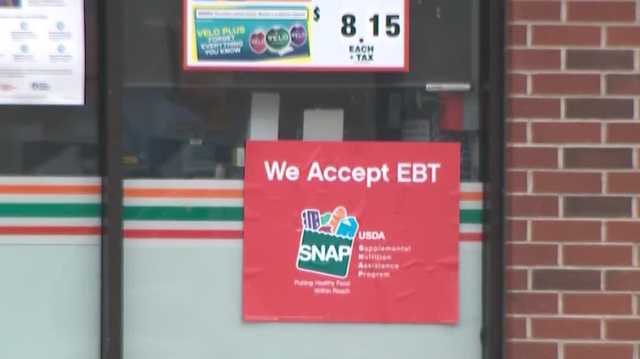 VELO PLUS
FORGET
EVERYTHING
YOU KNOW
VELO
$ 8.15
EACH
+ TAX
We Accept EBT
SNAP
USDA
Supplemental
Nutrition
Assistance
Program
Putting Healthy Food
Within Reach